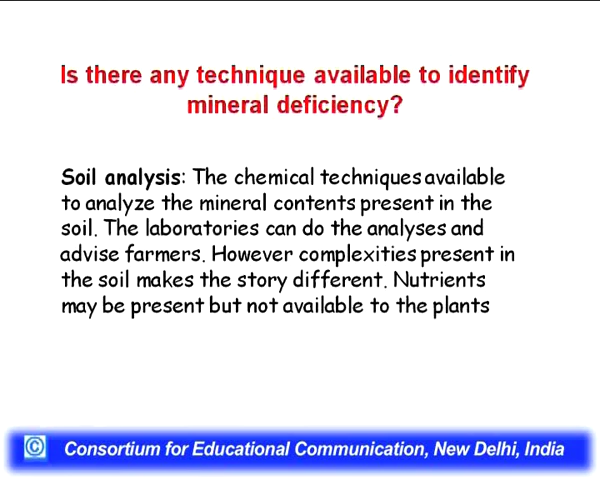 Is there any technique available to identify
mineral deficiency?
Soil analysis: The chemical techniques available
to analyze the mineral contents present in the
soil. The laboratories can do the analyses and
advise farmers. However complexities present in
the soil makes the story different. Nutrients
may be present but not available to the plants
© Consortium for Educational Communication, New Delhi, India